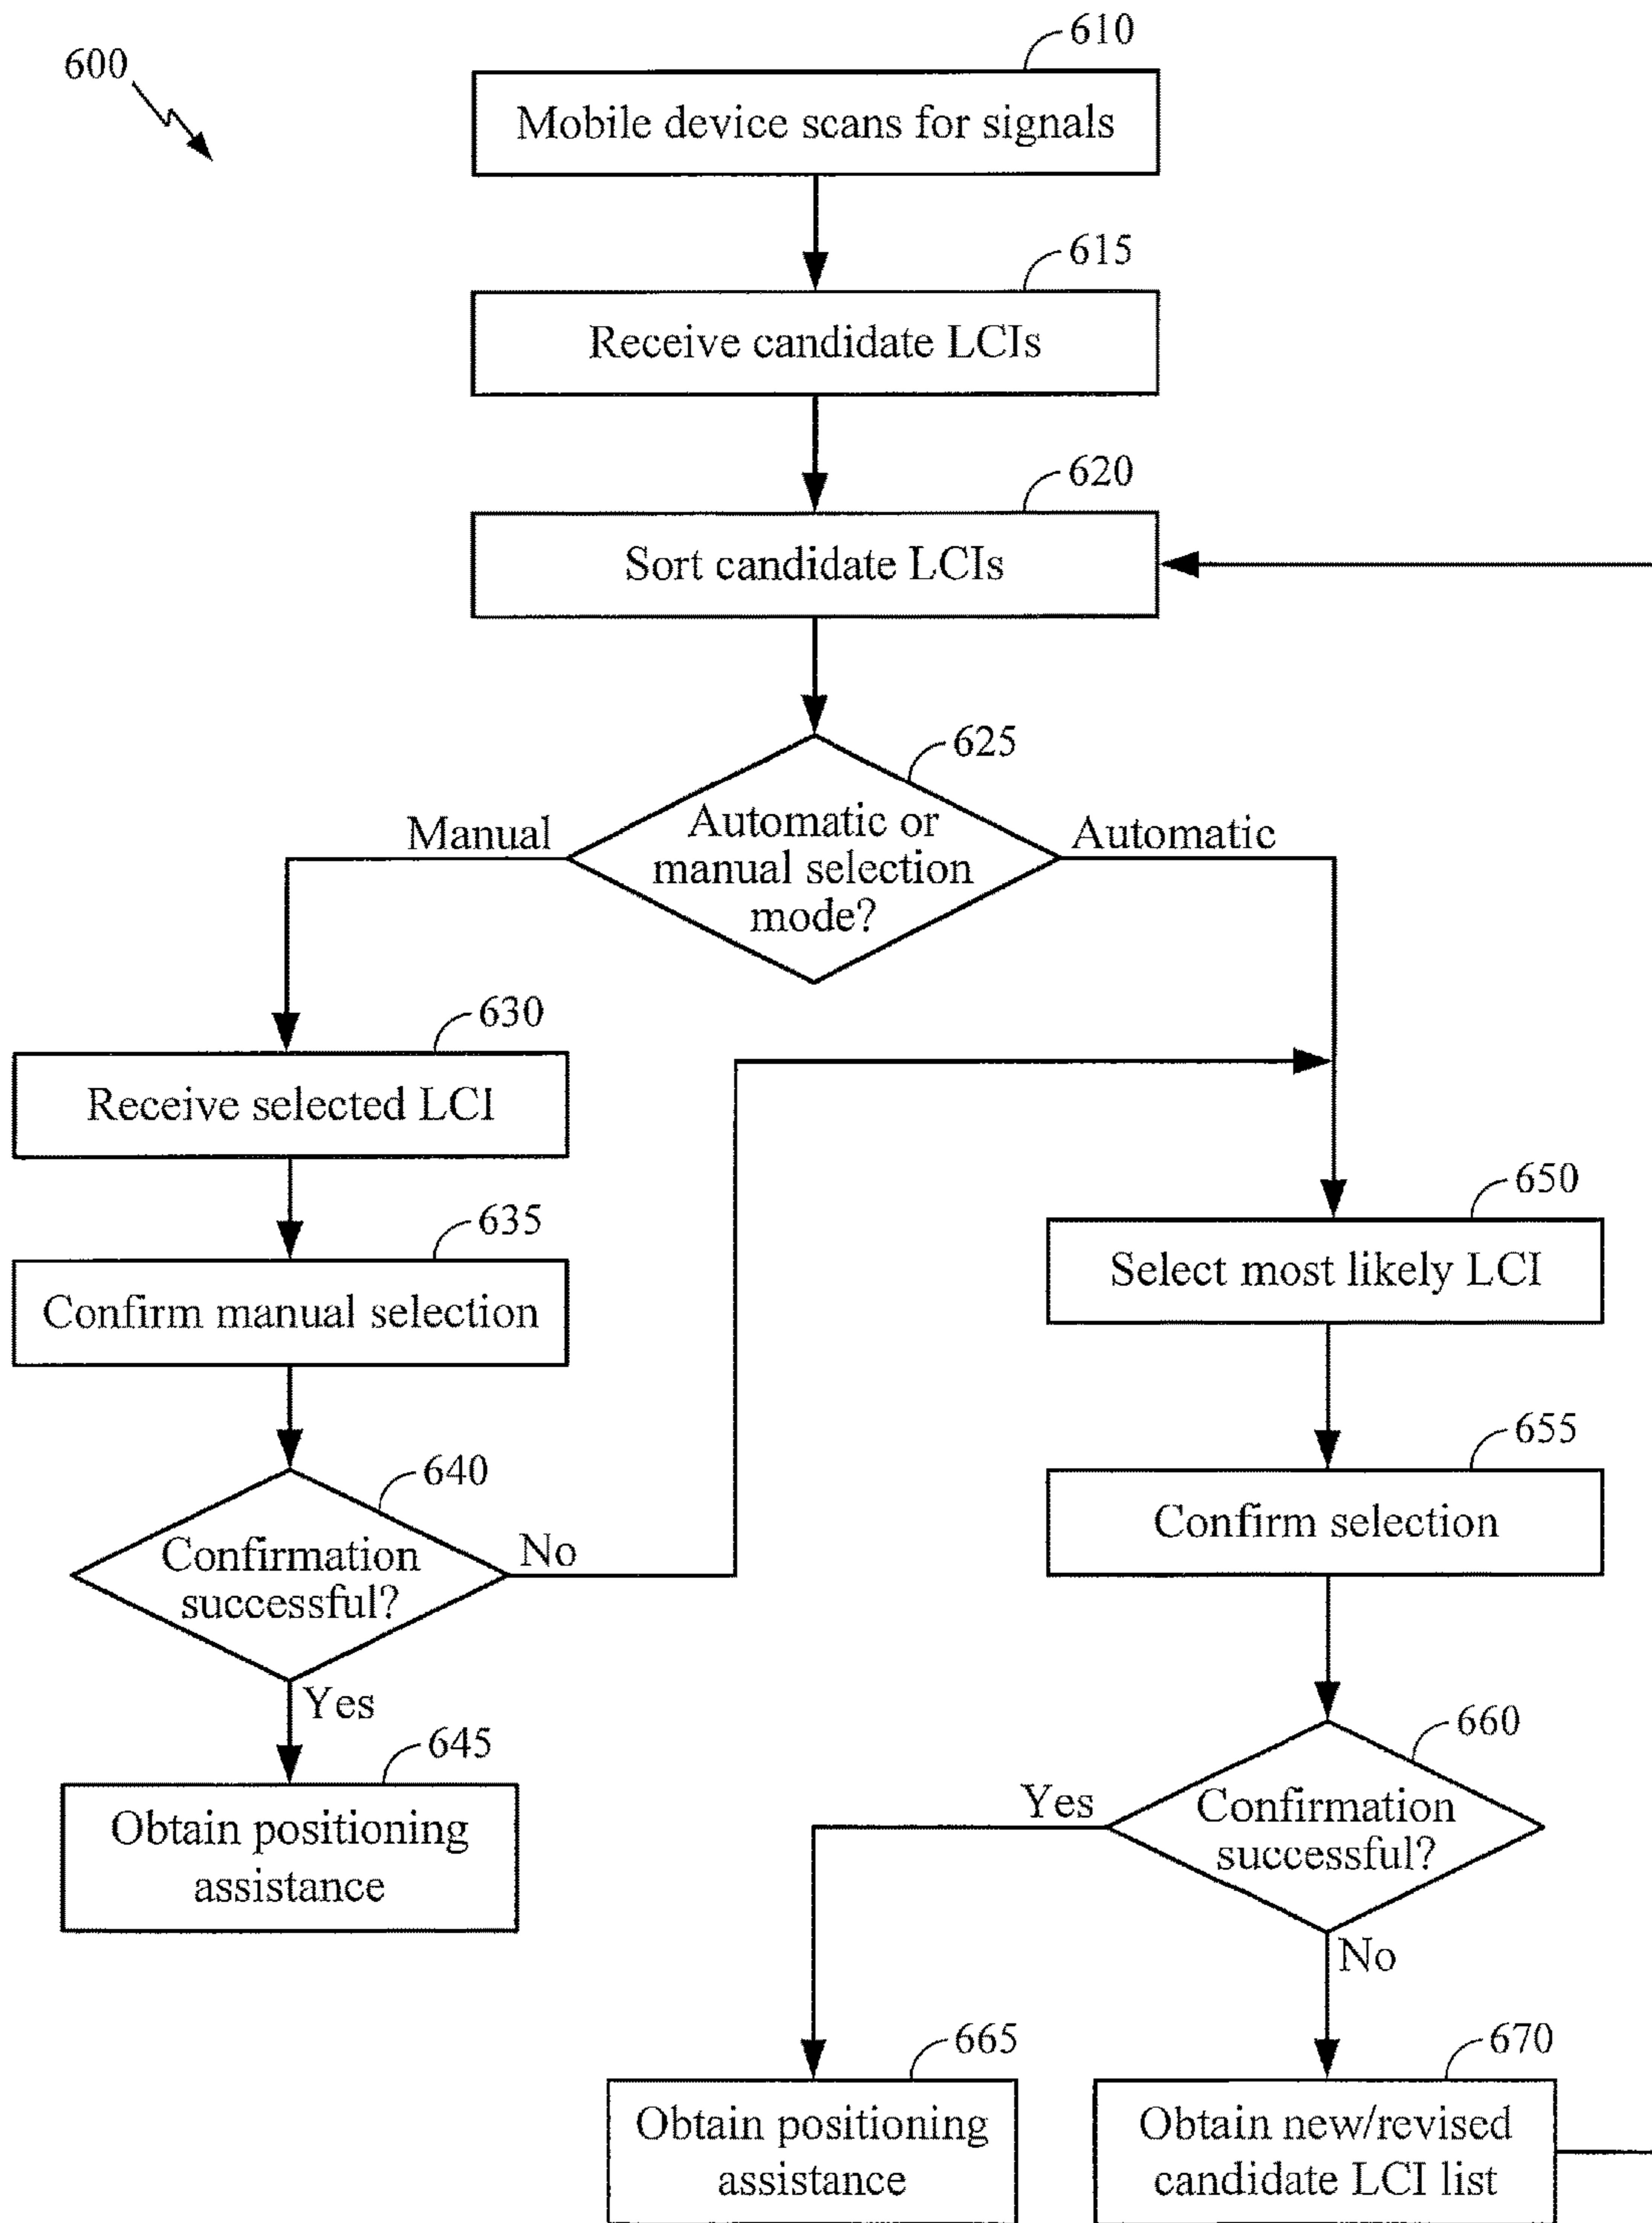 600
610
Mobile device scans for signals
615
Receive candidate LCIs
620
Sort candidate LCIs
625
Automatic or
manual selection
mode?
Manual
Automatic
630
Receive selected LCI
635
Confirm manual selection
640
Confirmation
successful?
No
Yes
645
Obtain positioning
assistance
650
Select most likely LCI
655
Confirm selection
660
Confirmation
successful?
Yes
No
665
Obtain positioning
assistance
670
Obtain new/revised
candidate LCI list